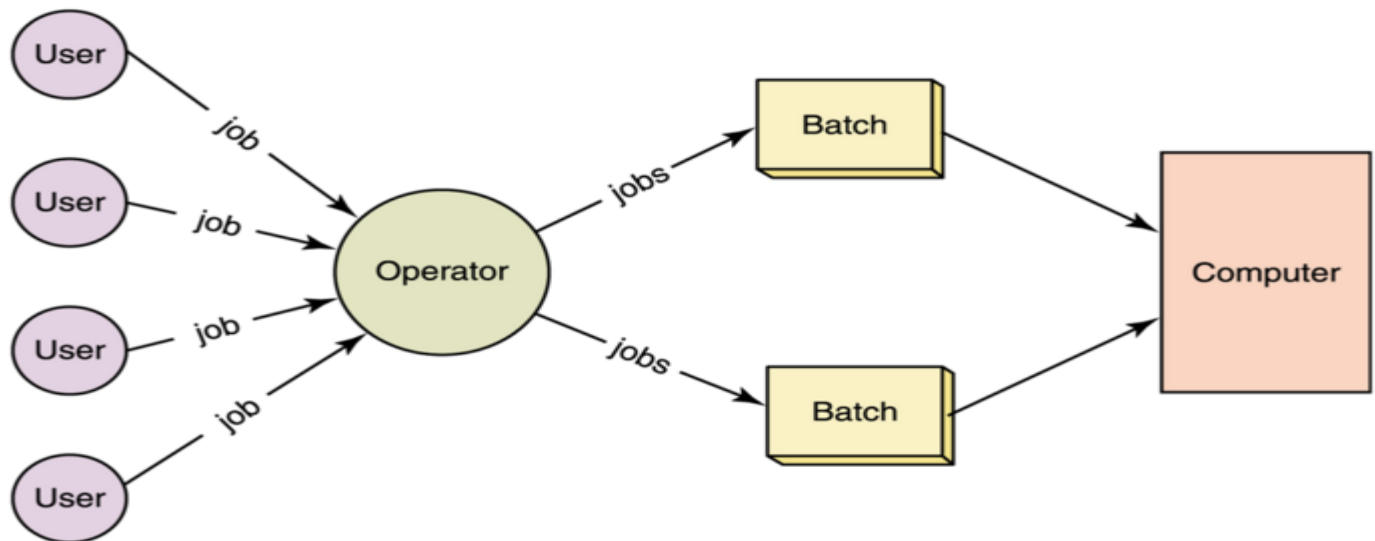 User
job
User
job
User
job
User
job
Operator
jobs
Batch
jobs
Batch
Computer